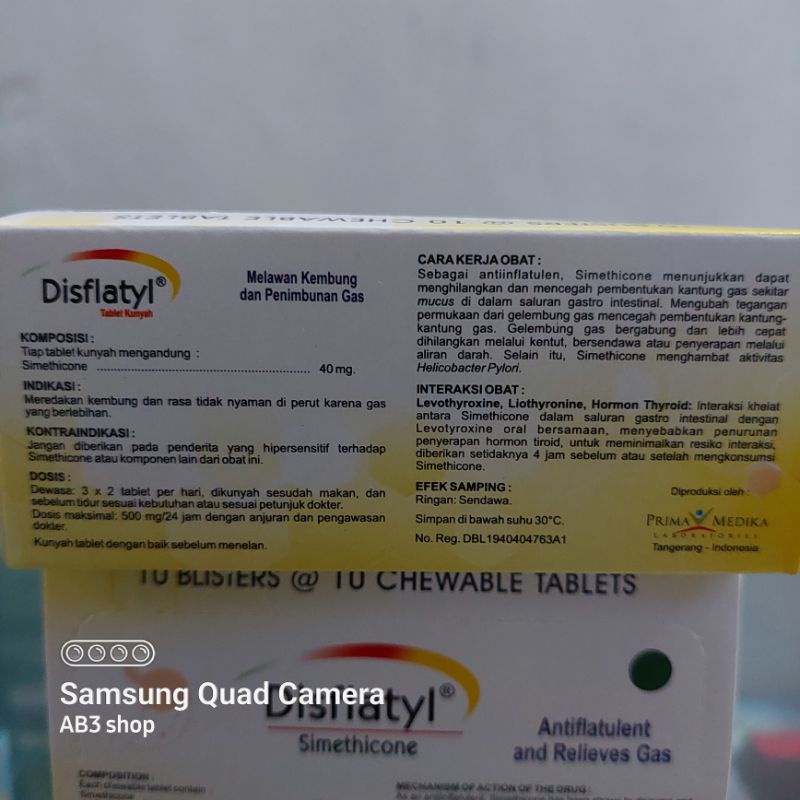 10 BLISTERS @ 10 CHEWABLE TABLETS
Disflatyl®
Tablet Kunyah
Melawan Kembung
dan Penimbunan Gas
KOMPOSISI :
Tiap tablet kunyah mengandung :
Simethicone ........................................................ 40 mg.
INDIKASI :
Meredakan kembung dan rasa tidak nyaman di perut karena gas
yang berlebihan.
KONTRAINDIKASI :
Jangan diberikan pada penderita yang hipersensitif terhadap
Simethicone atau komponen lain dari obat ini.
DOSIS :
Dewasa: 3 x 2 tablet per hari, dikunyah sesudah makan, dan
sebelum tidur sesuai kebutuhan atau sesuai petunjuk dokter.
Dosis maksimal: 500 mg/24 jam dengan anjuran dan pengawasan
dokter.
Kunyah tablet dengan baik sebelum menelan.
CARA KERJA OBAT :
Sebagai antiinflatulen, Simethicone menunjukkan dapat
menghilangkan dan mencegah pembentukan kantung gas sekitar
mucus di dalam saluran gastro intestinal. Mengubah tegangan
permukaan dari gelembung gas mencegah pembentukan kantung-
kantung gas. Gelembung gas bergabung dan lebih cepat
dihilangkan melalui kentut, bersendawa atau penyerapan melalui
aliran darah. Selain itu, Simethicone menghambat aktivitas
Helicobacter Pylori.
INTERAKSI OBAT :
Levothyroxine, Liothyronine, Hormon Thyroid: Interaksi khelat
antara Simethicone dalam saluran gastro intestinal dengan
Levotyroxine oral bersamaan, menyebabkan penurunan
penyerapan hormon tiroid, untuk meminimalkan resiko interaksi,
diberikan setidaknya 4 jam sebelum atau setelah mengkonsumsi
Simethicone.
EFEK SAMPING :
Ringan: Sendawa.
Simpan di bawah suhu 30°C.
No. Reg. DBL1940404763A1
Diproduksi oleh :
PRIMA MEDIKA
LABORATORIES
Tangerang - Indonesia
10 BLISTERS @ 10 CHEWABLE TABLETS
Disflatyl®
Simethicone
Antiflatulent
and Relieves Gas
COMPOSITION :
Each chewable tablet contain :
Simethicone
MECHANISM OF ACTION OF THE DRUG :
Samsung Quad Camera
AB3 shop